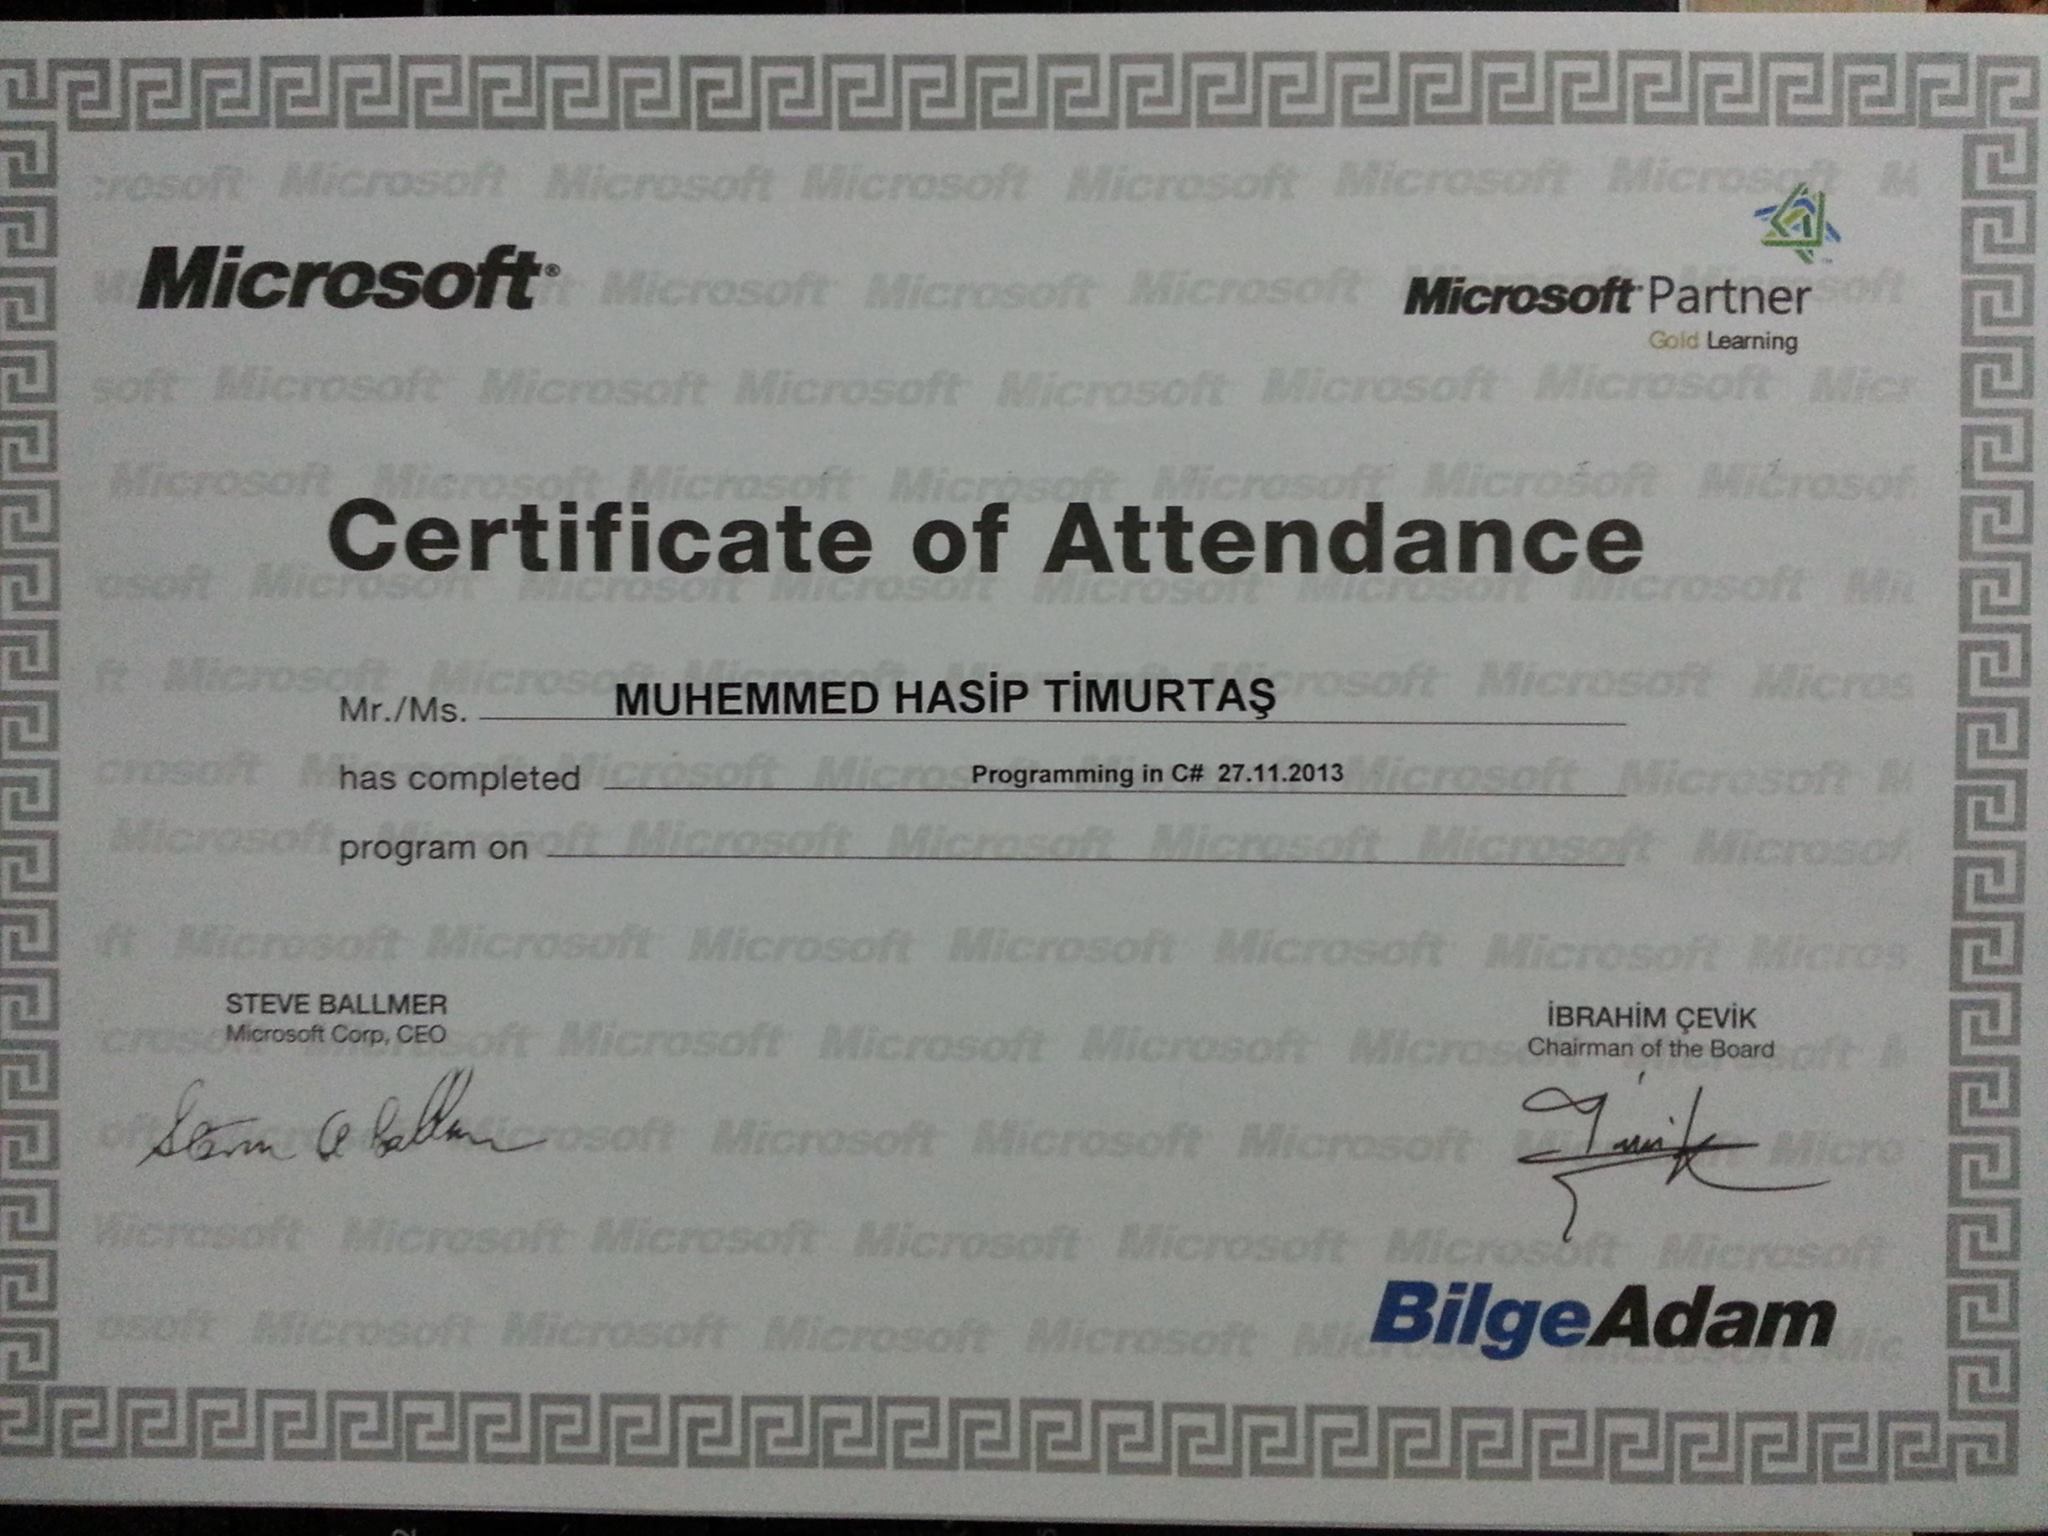 Microsoft®
Microsoft Partner
Gold Learning
Certificate of Attendance
Mr./Ms. MUHEMMED HASİP TİMURTAŞ
has completed Programming in C# 27.11.2013
program on
STEVE BALLMER
Microsoft Corp, CEO
İBRAHİM ÇEVİK
Chairman of the Board
BilgeAdam